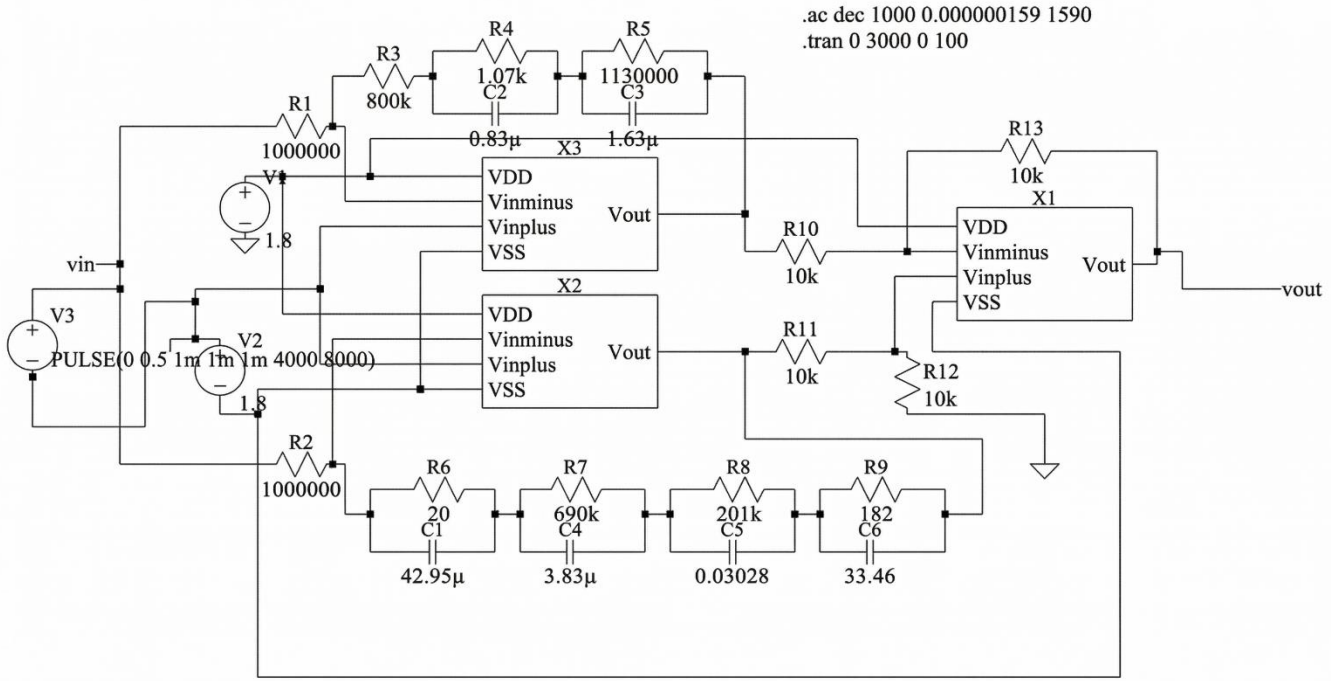 .ac dec 1000 0.000000159 1590
.tran 0 3000 0 100
R4
1.07k
C2
0.83µ
R5
1130000
C3
1.63µ
R3
800k
R1
1000000
V1
1.8
X3
VDD
Vinminus
Vinplus
VSS
Vout
R13
10k
X1
VDD
Vinminus
Vinplus
VSS
Vout
R10
10k
vin
vout
V3
PULSE(0 0.5 1m 1m 1m 4000 8000)
V2
1.8
X2
VDD
Vinminus
Vinplus
VSS
Vout
R11
10k
R12
10k
R2
1000000
R6
20
C1
42.95µ
R7
690k
C4
3.83µ
R8
201k
C5
0.03028
R9
182
C6
33.46